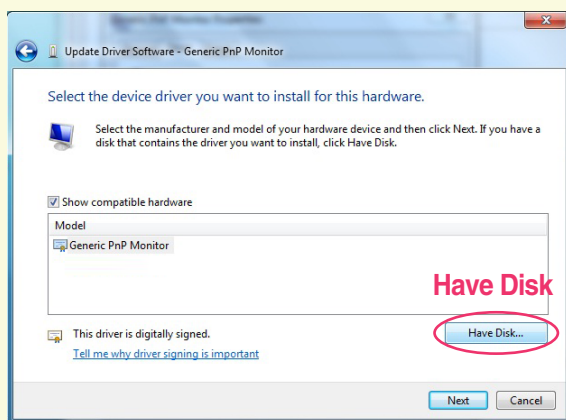 Update Driver Software - Generic PnP Monitor
Select the device driver you want to install for this hardware.
Select the manufacturer and model of your hardware device and then click Next. If you have a
disk that contains the driver you want to install, click Have Disk.
Show compatible hardware
Model
Generic PnP Monitor
Have Disk
This driver is digitally signed.
Have Disk...
Tell me why driver signing is important
Next
Cancel